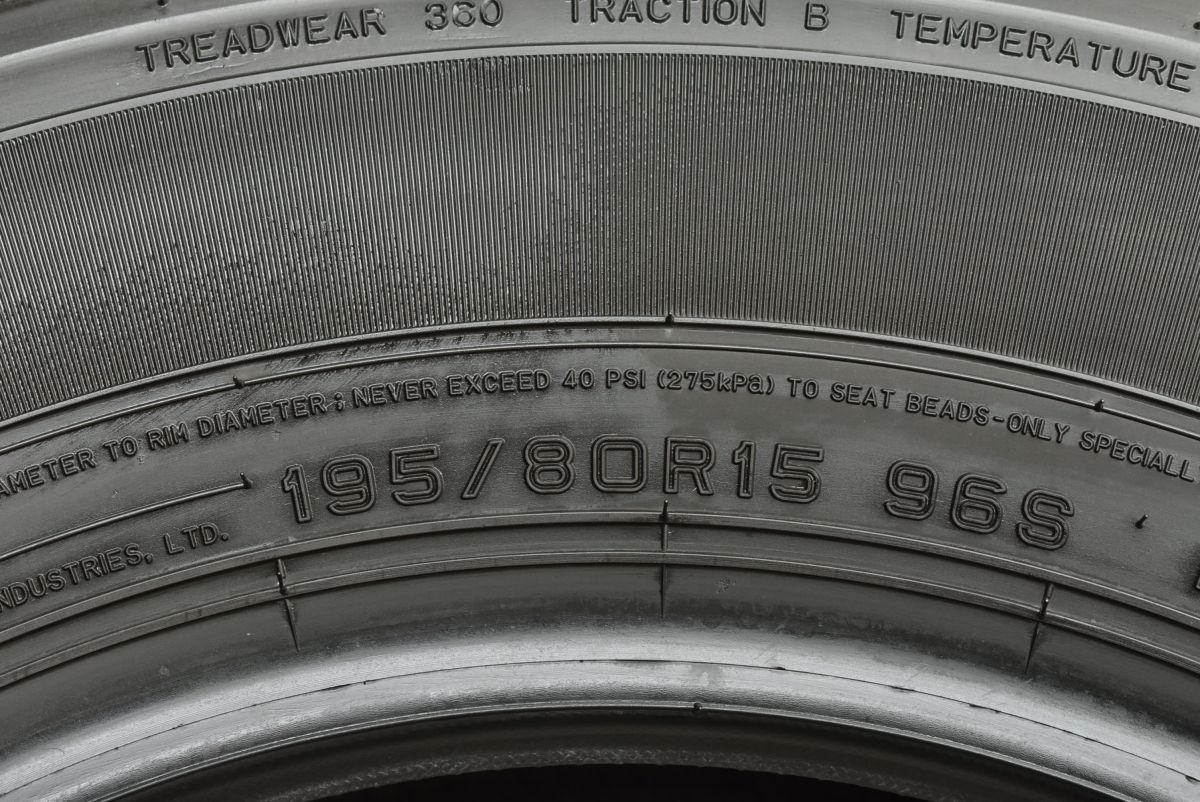 TREADWEAR 360 TRACTION B TEMPERATURE
AMETER TO RIM DIAMETER; NEVER EXCEED 40 PSI (275kPa) TO SEAT BEADS-ONLY SPECIALL
195/80R15 96S
NDUSTRIES, LTD.